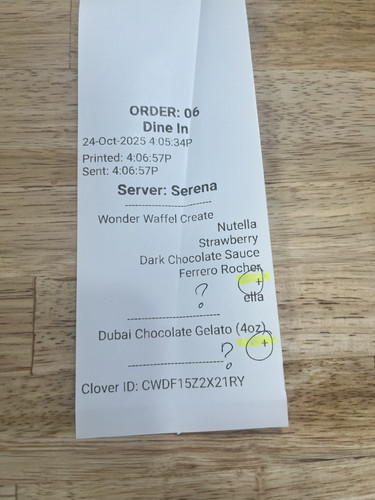 ORDER: 06
Dine In
24-Oct-2025 4:05:34P
Printed: 4:06:57P
Sent: 4:06:57P
Server: Serena
------------------------
Wonder Waffel Create
Nutella
Strawberry
Dark Chocolate Sauce
Ferrero Rocher
+
?
ella
------------------------
Dubai Chocolate Gelato (4oz)
+
------------------------?
Clover ID: CWDF15Z2X21RY